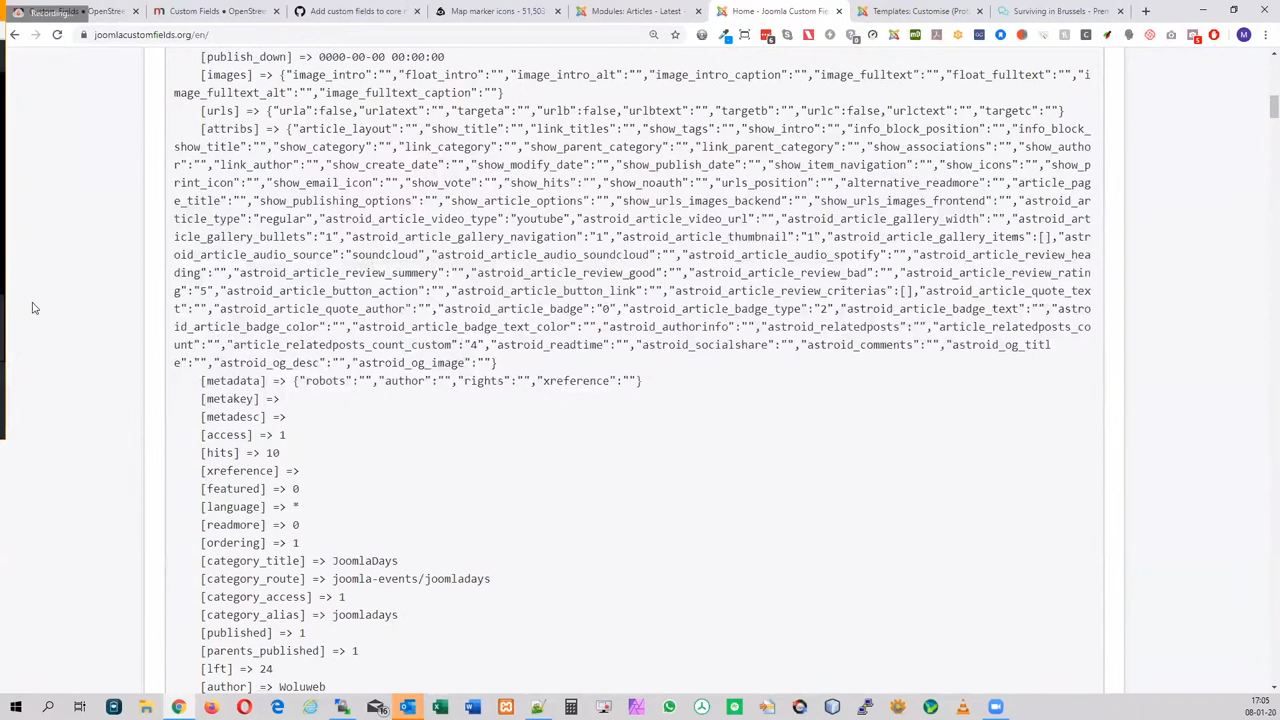 Recording...
Custom Fields • OpenStree
Custom Fields • OpenStree
Add custom fields to core m
Marker Icons - 51,503
Modules: Articles - Latest -
Home - Joomla Custom Fi
Templates: Customise (Prot
Surviving in Brussels - Pren
joomlacustomfields.org/en/
[publish_down] => 0000-00-00 00:00:00
[images] => {"image_intro":"","float_intro":"","image_intro_alt":"","image_intro_caption":"","image_fulltext":"","float_fulltext":"","i
mage_fulltext_alt":"","image_fulltext_caption":""}
[urls] => {"urla":false,"urlatext":"","targeta":"","urlb":false,"urlbtext":"","targetb":"","urlc":false,"urlctext":"","targetc":""}
[attribs] => {"article_layout":"","show_title":"","link_titles":"","show_tags":"","show_intro":"","info_block_position":"","info_block_
show_title":"","show_category":"","link_category":"","show_parent_category":"","link_parent_category":"","show_associations":"","show_autho
r":"","link_author":"","show_create_date":"","show_modify_date":"","show_publish_date":"","show_item_navigation":"","show_icons":"","show_p
rint_icon":"","show_email_icon":"","show_vote":"","show_hits":"","show_noauth":"","urls_position":"","alternative_readmore":"","article_pag
e_title":"","show_publishing_options":"","show_article_options":"","show_urls_images_backend":"","show_urls_images_frontend":"","astroid_ar
ticle_type":"regular","astroid_article_video_type":"youtube","astroid_article_video_url":"","astroid_article_gallery_width":"","astroid_art
icle_gallery_bullets":"1","astroid_article_gallery_navigation":"1","astroid_article_thumbnail":"1","astroid_article_gallery_items":[],"astr
oid_article_audio_source":"soundcloud","astroid_article_audio_soundcloud":"","astroid_article_audio_spotify":"","astroid_article_review_hea
ding":"","astroid_article_review_summery":"","astroid_article_review_good":"","astroid_article_review_bad":"","astroid_article_review_ratin
g":"5","astroid_article_button_action":"","astroid_article_button_link":"","astroid_article_review_criterias":[],"astroid_article_quote_tex
t":"","astroid_article_quote_author":"","astroid_article_badge":"0","astroid_article_badge_type":"2","astroid_article_badge_text":"","astro
id_article_badge_color":"","astroid_article_badge_text_color":"","astroid_authorinfo":"","astroid_relatedposts":"","article_relatedposts_co
unt":"","article_relatedposts_count_custom":"4","astroid_readtime":"","astroid_socialshare":"","astroid_comments":"","astroid_og_titl
e":"","astroid_og_desc":"","astroid_og_image":""}
[metadata] => {"robots":"","author":"","rights":"","xreference":""}
[metakey] =>
[metadesc] =>
[access] => 1
[hits] => 10
[xreference] =>
[featured] => 0
[language] => *
[readmore] => 0
[ordering] => 1
[category_title] => JoomlaDays
[category_route] => joomla-events/joomladays
[category_access] => 1
[category_alias] => joomladays
[published] => 1
[parents_published] => 1
[lft] => 24
[author] => Woluweb
17:05
08-01-20